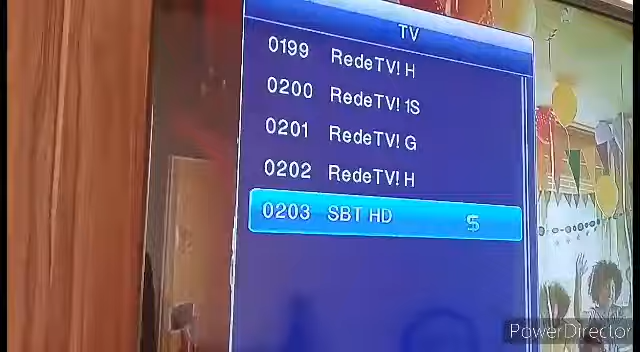 TV
0199 RedeTV! H
0200 RedeTV! 1S
0201 RedeTV! G
0202 RedeTV! H
0203 SBT HD $
PowerDirector